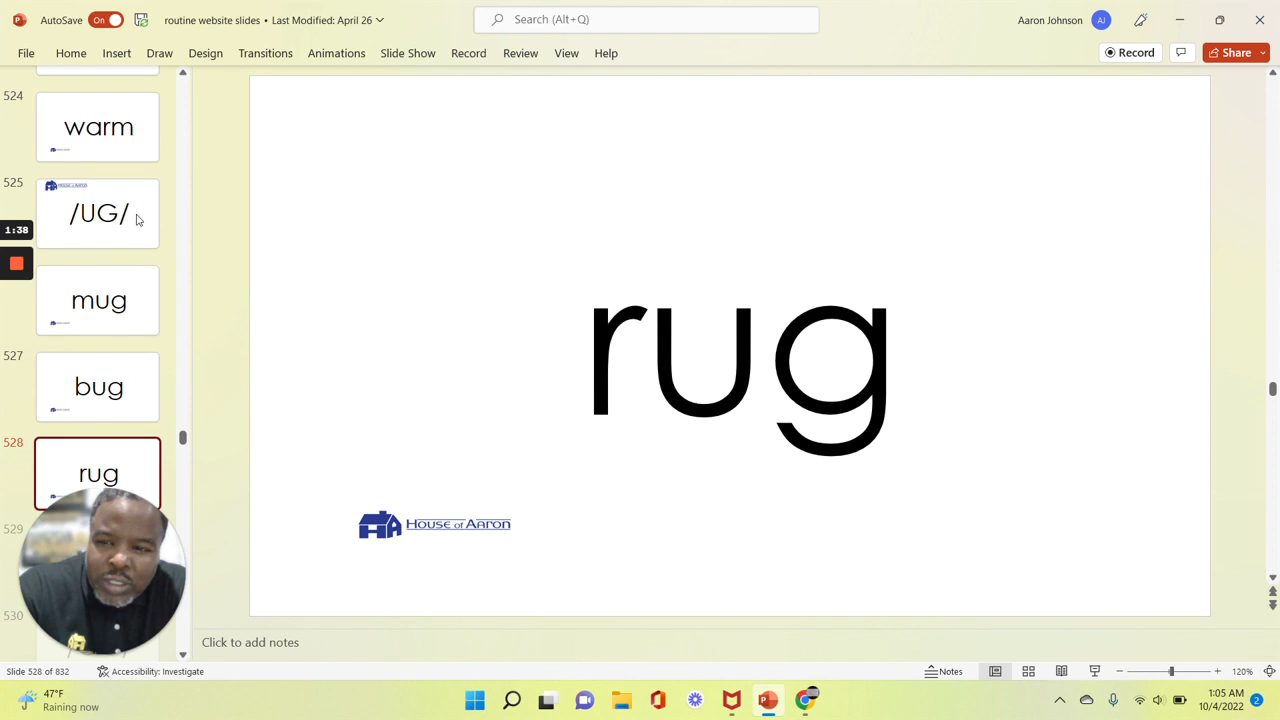 AutoSave On routine website slides • Last Modified: April 26 Search (Alt+Q) Aaron Johnson AJ
File Home Insert Draw Design Transitions Animations Slide Show Record Review View Help Record Share
524
warm
525
HOUSE OF AARON
/UG/
1:38
mug
527
bug
528
rug
529
530
rug
HOUSE OF AARON
Click to add notes
Slide 528 of 832 Accessibility: Investigate Notes 120%
47°F
Raining now
1:05 AM
10/4/2022
2